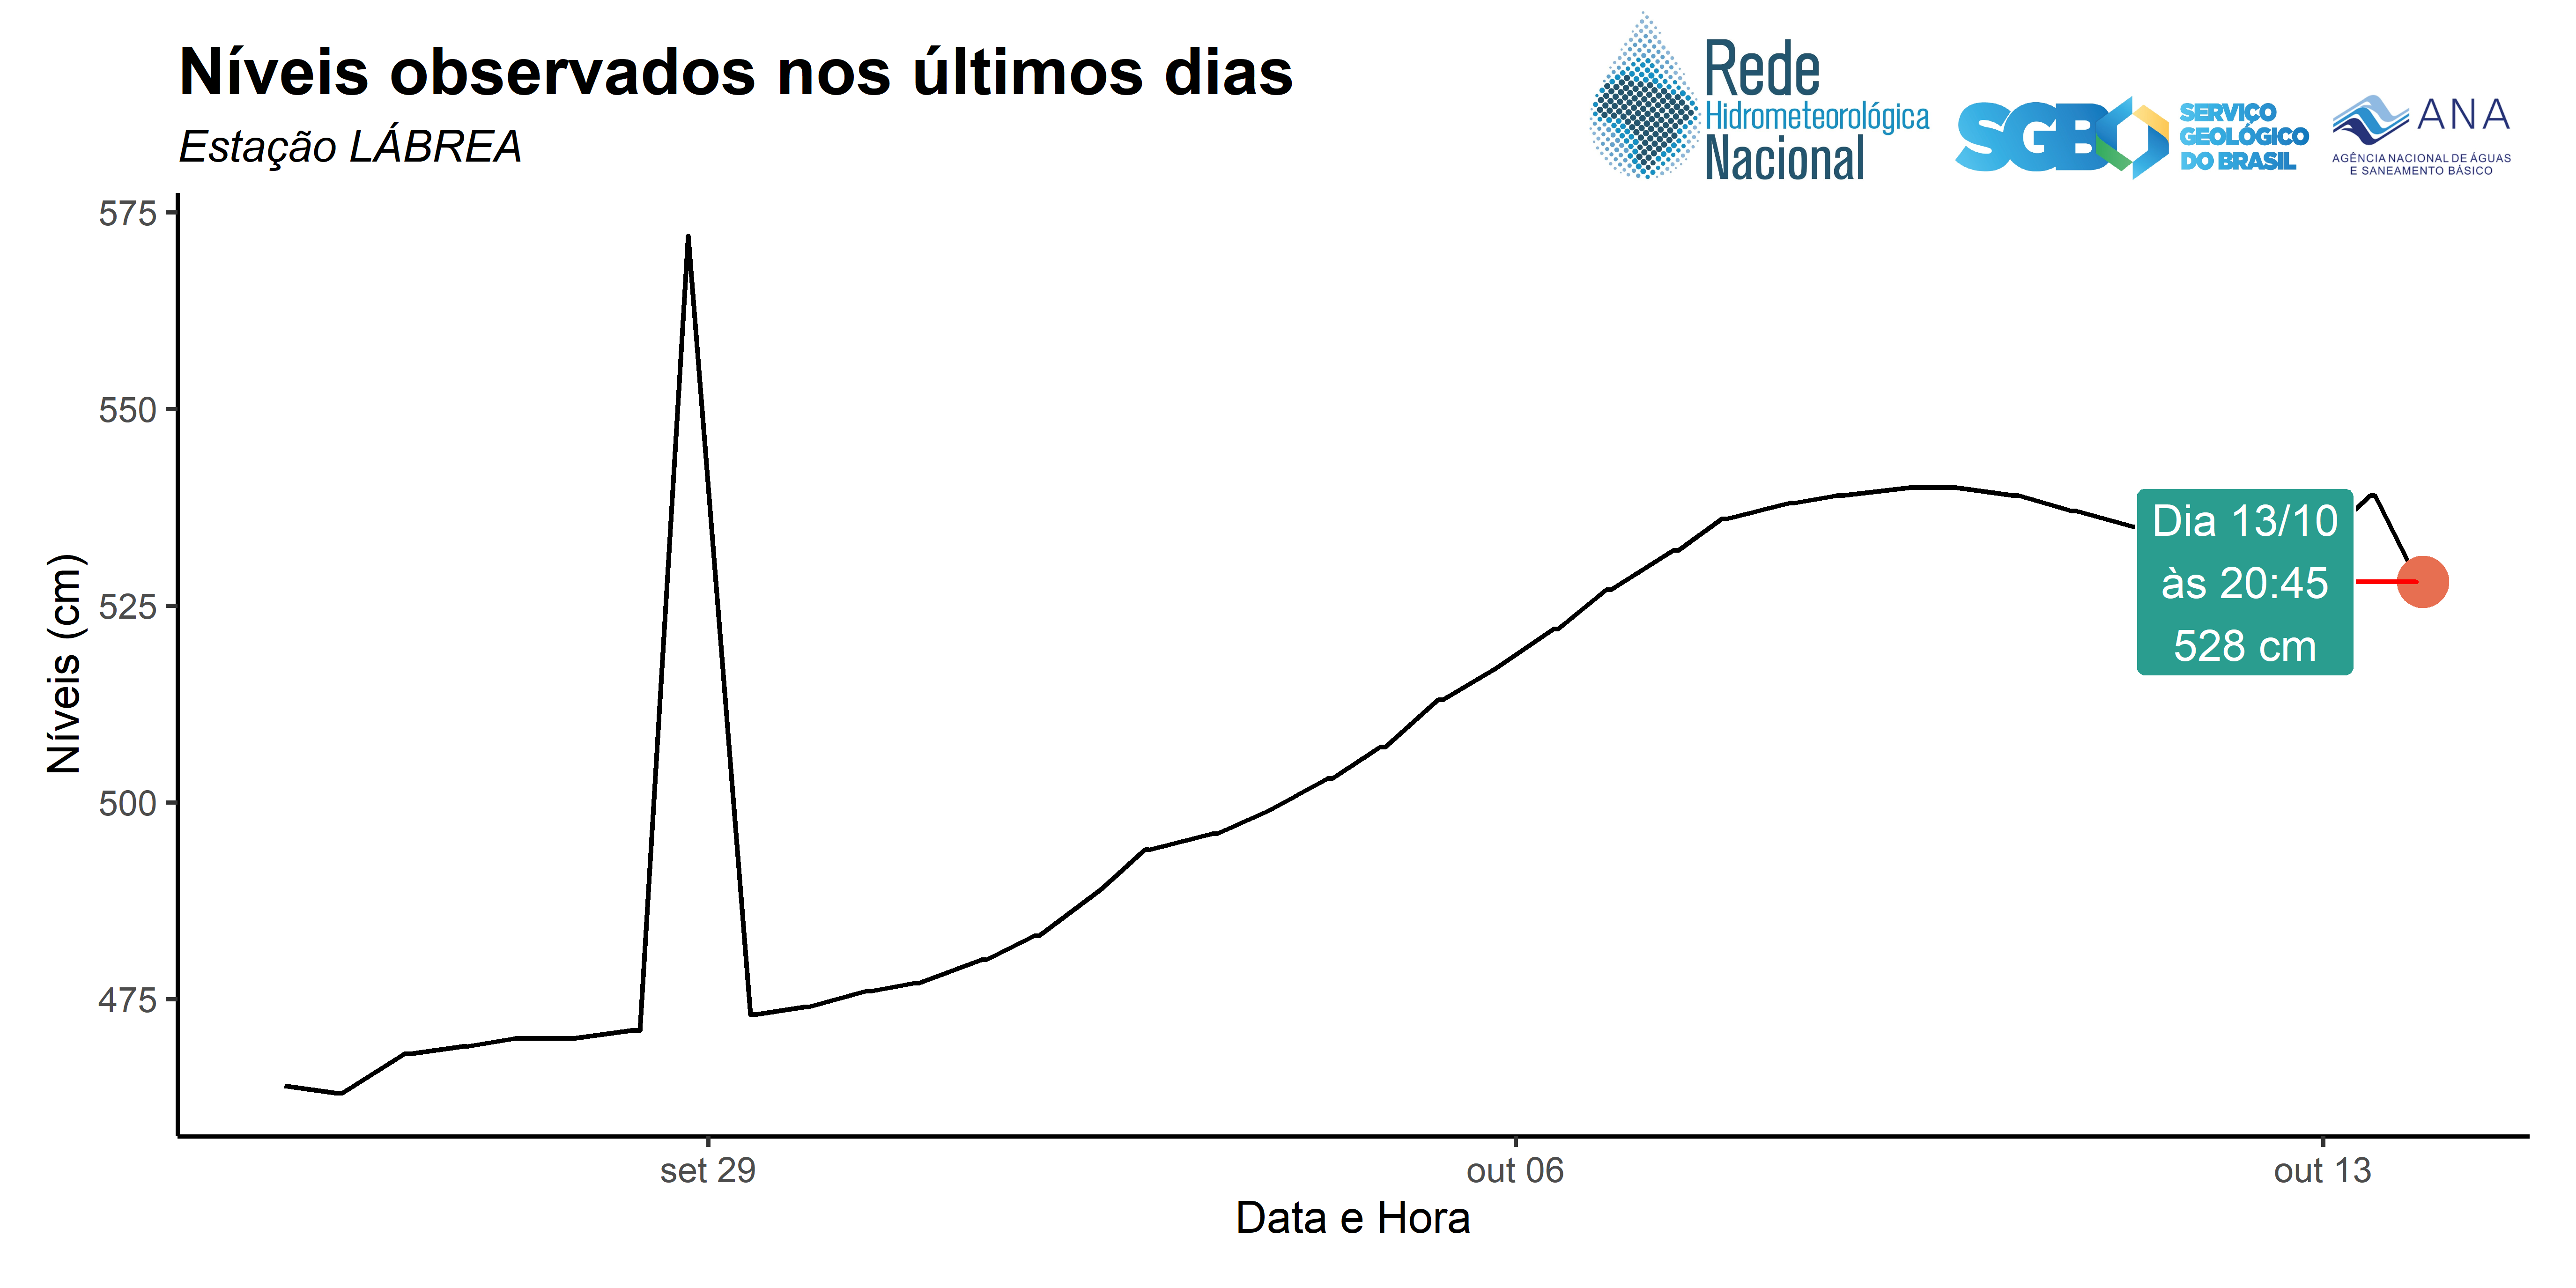 Níveis observados nos últimos dias
Estação LÁBREA
Rede
Hidrometeorológica
Nacional
SGB
SERVIÇO
GEOLÓGICO
DO BRASIL
ANA
AGÊNCIA NACIONAL DE ÁGUAS
E SANEAMENTO BÁSICO
575
550
525
500
475
Níveis (cm)
Dia 13/10
às 20:45
528 cm
set 29
out 06
out 13
Data e Hora